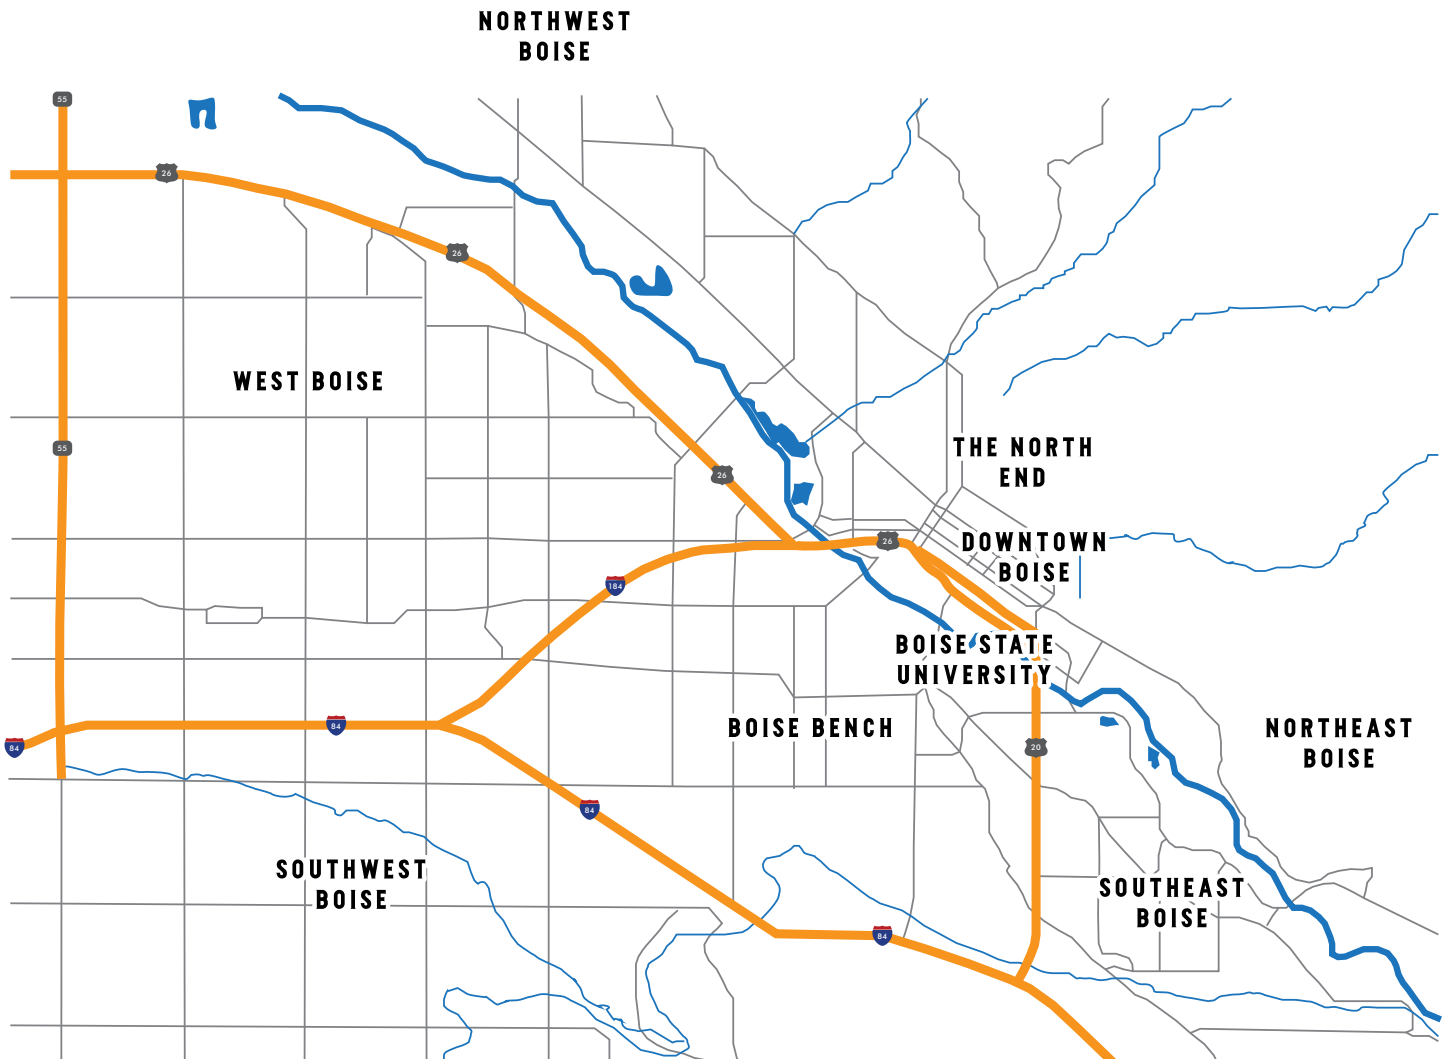 NORTHWEST
BOISE
55
26
26
WEST BOISE
55
THE NORTH
END
26
26
DOWNTOWN
BOISE
184
BOISE STATE
UNIVERSITY
84
84
BOISE BENCH
20
NORTHEAST
BOISE
84
SOUTHWEST
BOISE
SOUTHEAST
BOISE
84